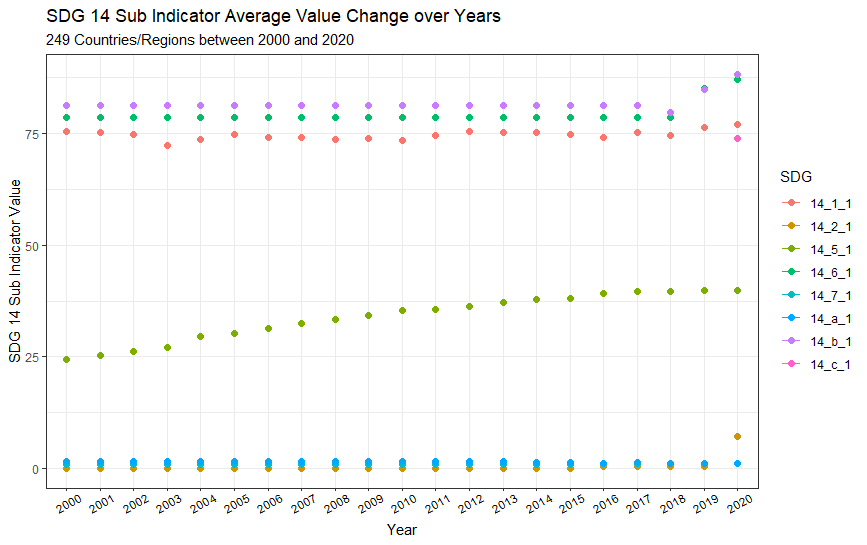 SDG 14 Sub Indicator Average Value Change over Years
249 Countries/Regions between 2000 and 2020
SDG 14 Sub Indicator Value
75
50
25
0
2000 2001 2002 2003 2004 2005 2006 2007 2008 2009 2010 2011 2012 2013 2014 2015 2016 2017 2018 2019 2020
Year
SDG
14_1_1
14_2_1
14_5_1
14_6_1
14_7_1
14_a_1
14_b_1
14_c_1